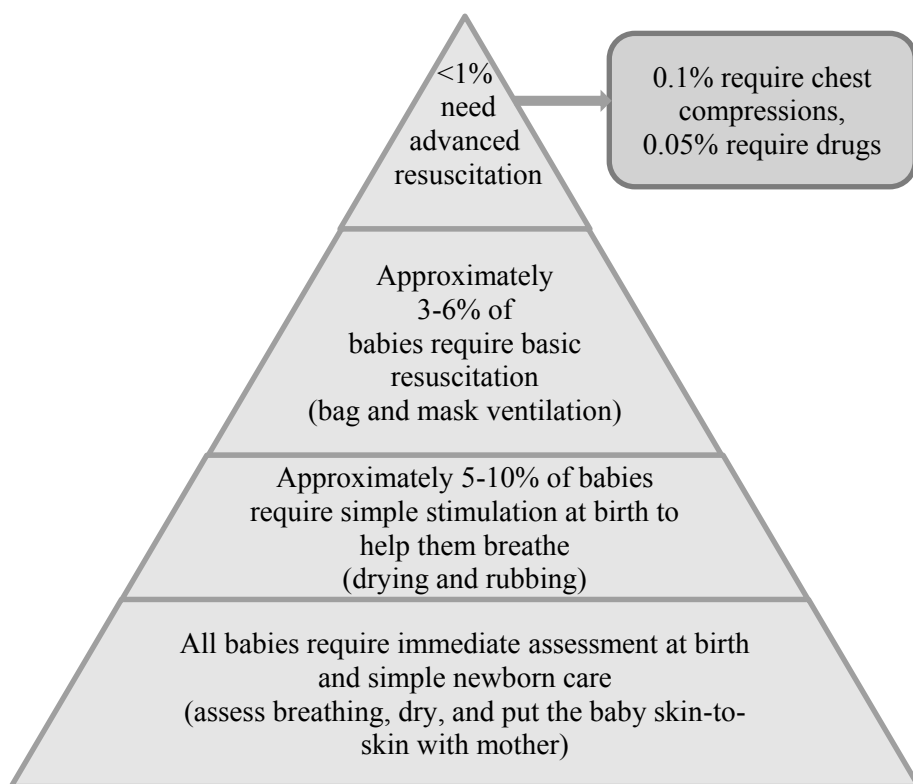 <1%
need
advanced
resuscitation
0.1% require chest
compressions,
0.05% require drugs
Approximately
3-6% of
babies require basic
resuscitation
(bag and mask ventilation)
Approximately 5-10% of babies
require simple stimulation at birth to
help them breathe
(drying and rubbing)
All babies require immediate assessment at birth
and simple newborn care
(assess breathing, dry, and put the baby skin-to-
skin with mother)